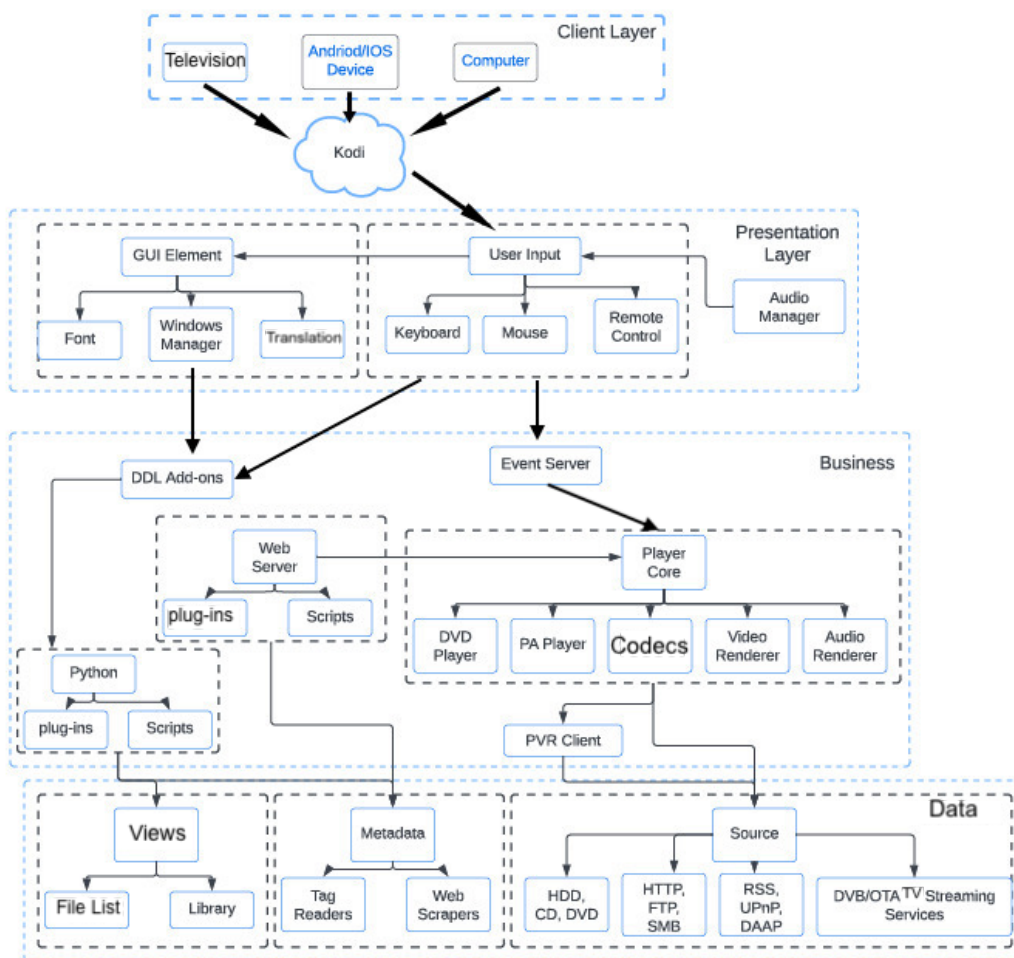 Client Layer
Television
Andriod/IOS
Device
Computer
Kodi
Presentation
Layer
GUI Element
User Input
Audio
Manager
Font
Windows
Manager
Translation
Keyboard
Mouse
Remote
Control
Business
DDL Add-ons
Event Server
Web
Server
plug-ins
Scripts
Player
Core
DVD
Player
PA Player
Codecs
Video
Renderer
Audio
Renderer
Python
plug-ins
Scripts
PVR Client
Data
Views
File List
Library
Metadada
Tag
Readers
Web
Scrapers
Source
HDD,
CD, DVD
HTTP,
FTP,
SMB
RSS,
UPnP,
DAAP
DVB/OTA TV Streaming
Services